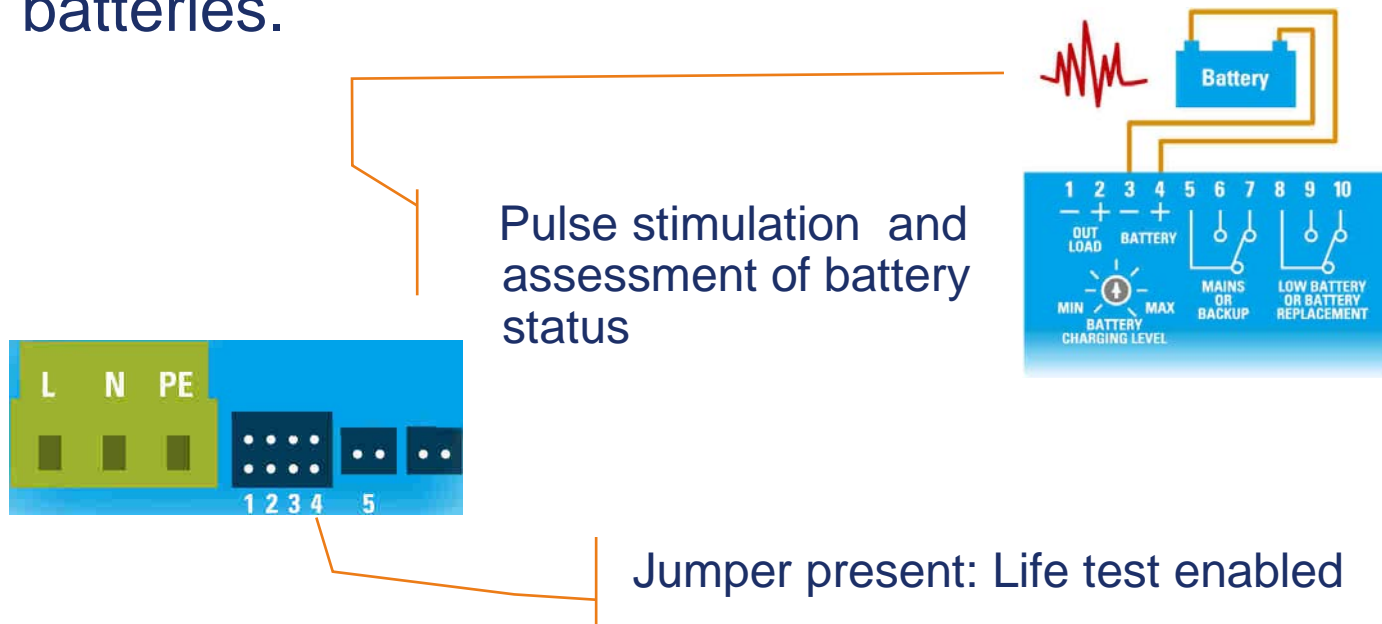 batteries.
Battery
Pulse stimulation and
assessment of battery
status
1 2 3 4 5 6 7 8 9 10
− + − +
OUT
LOAD
BATTERY
MIN
MAX
BATTERY
CHARGING LEVEL
MAINS
OR
BACKUP
LOW BATTERY
OR BATTERY
REPLACEMENT
L N PE
1 2 3 4 5
Jumper present: Life test enabled